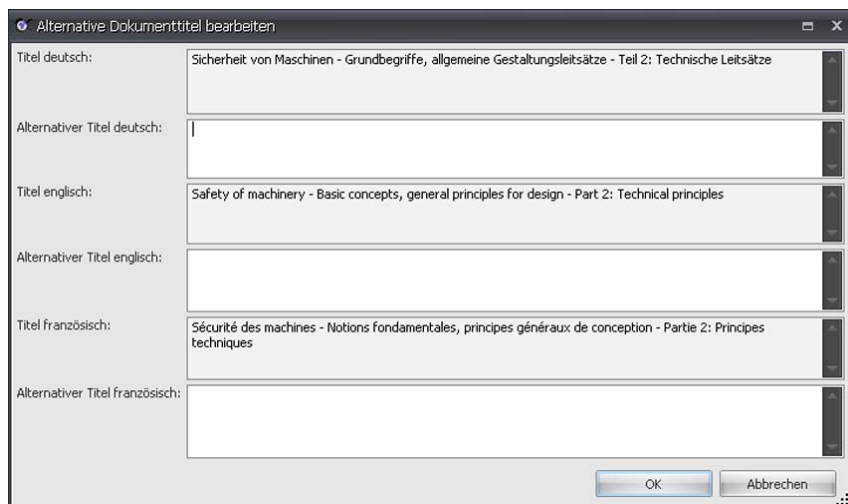 Alternative Dokumenttitel bearbeiten
Titel deutsch:
Sicherheit von Maschinen - Grundbegriffe, allgemeine Gestaltungsleitsätze - Teil 2: Technische Leitsätze
Alternativer Titel deutsch:
Titel englisch:
Safety of machinery - Basic concepts, general principles for design - Part 2: Technical principles
Alternativer Titel englisch:
Titel französisch:
Sécurité des machines - Notions fondamentales, principes généraux de conception - Partie 2: Principes
techniques
Alternativer Titel französisch:
OK
Abbrechen